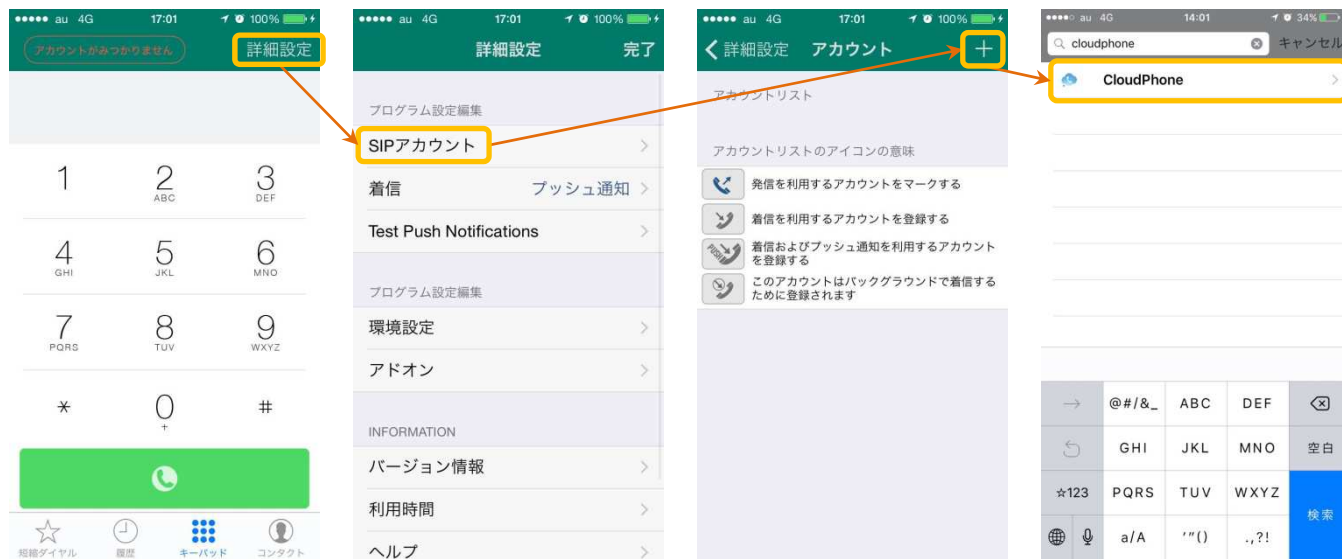 au 4G 17:01 100%
アカウントがみつかりません
詳細設定
1
2
ABC
3
DEF
4
GHI
5
JKL
6
MNO
7
PQRS
8
TUV
9
WXYZ
*
0
+
#
短縮ダイヤル 履歴 キーパッド コンタクト
au 4G 17:01 100%
詳細設定 完了
プログラム設定編集
SIPアカウント
着信 プッシュ通知
Test Push Notifications
プログラム設定編集
環境設定
アドオン
INFORMATION
バージョン情報
利用時間
ヘルプ
au 4G 17:01 100%
詳細設定 アカウント +
アカウントリスト
アカウントリストのアイコンの意味
発信を利用するアカウントをマークする
着信を利用するアカウントを登録する
PUSH 着信およびプッシュ通知を利用するアカウント
を登録する
このアカウントはバックグラウンドで着信する
ために登録されます
au 4G 14:01 34%
cloudphone キャンセル
CloudPhone
→ @#/&_ ABC DEF
GHI JKL MNO 空白
☆123 PQRS TUV WXYZ
検索
a/A '"() .,?!